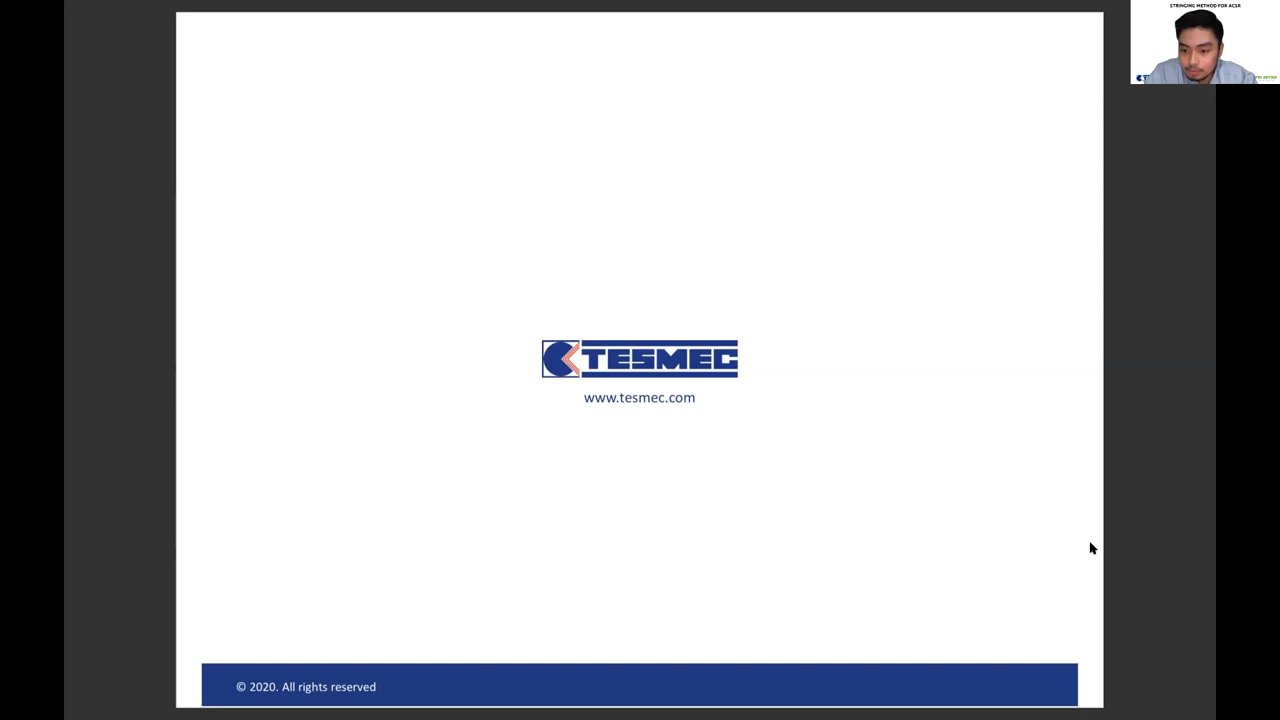 STRINGING METHOD FOR ACSR
TESMEC
www.tesmec.com
© 2020. All rights reserved